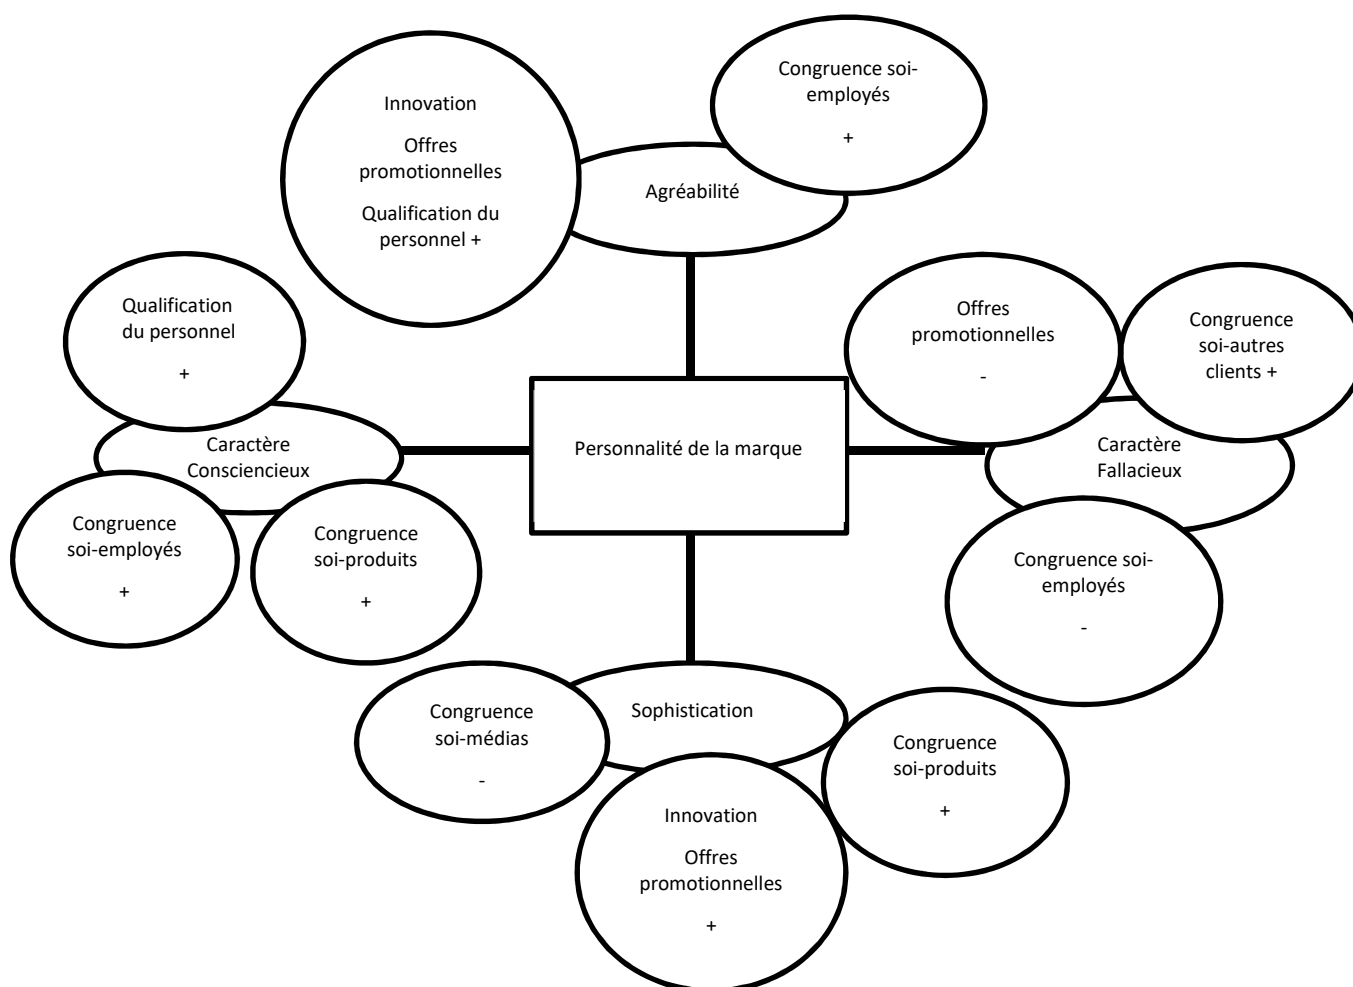 Congruence soi-
employés
+
Innovation
Offres
promotionnelles
Qualification du
personnel +
Agréabilité
Qualification
du personnel
+
Offres
promotionnelles
-
Congruence
soi-autres
clients +
Personnalité de la marque
Caractère
Consciencieux
Caractère
Fallacieux
Congruence
soi-employés
+
Congruence
soi-produits
+
Congruence soi-
employés
-
Sophistication
Congruence
soi-médias
-
Congruence
soi-produits
+
Innovation
Offres
promotionnelles
+